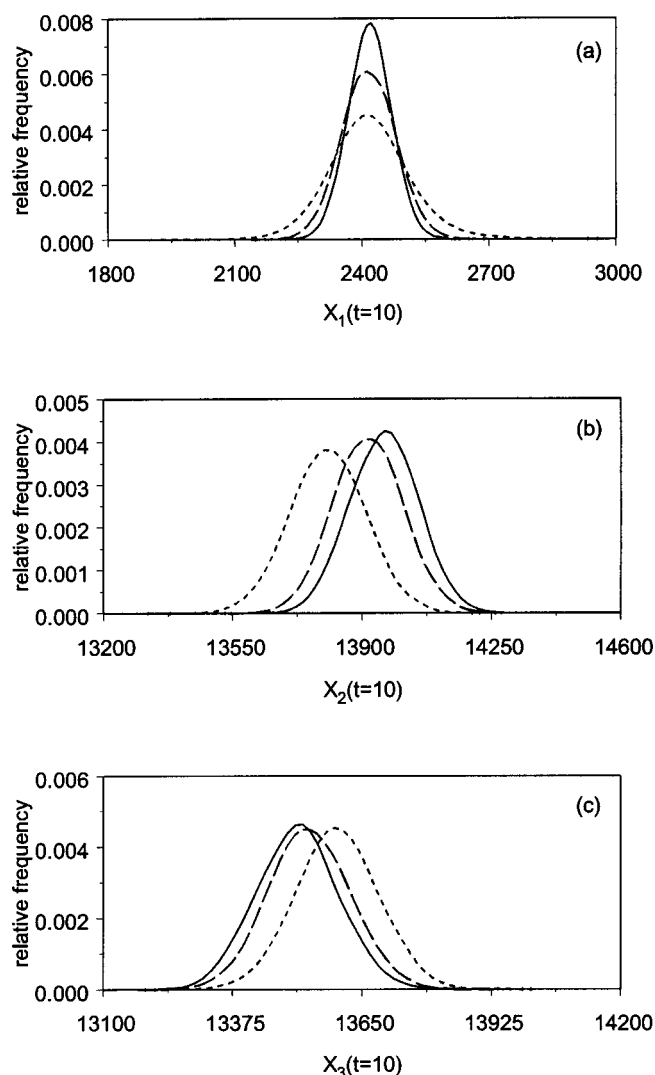 0.008
(a)
0.006
0.004
0.002
0.000
relative frequency
1800 2100 2400 2700 3000
X₁(t=10)
0.005
(b)
0.004
0.003
0.002
0.001
0.000
relative frequency
13200 13550 13900 14250 14600
X₂(t=10)
0.006
(c)
0.004
0.002
0.000
relative frequency
13100 13375 13650 13925 14200
X₃(t=10)